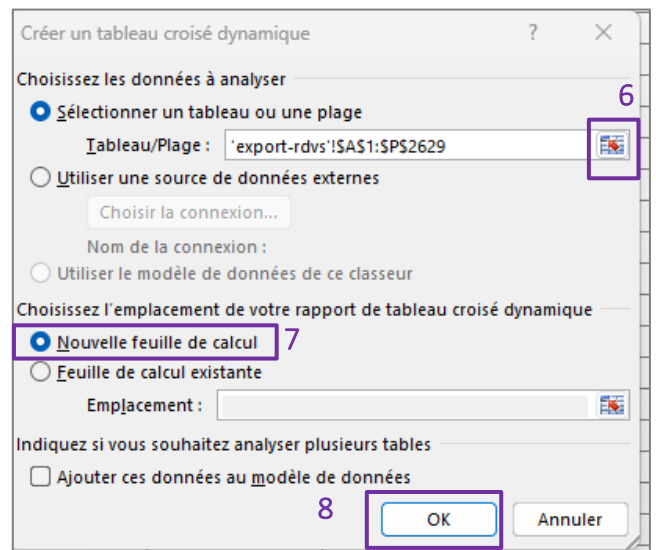 Créer un tableau croisé dynamique ? ×
Choisissez les données à analyser
6
Sélectionner un tableau ou une plage
Tableau/Plage : 'export-rdvs'!$A$1:$P$2629
Utiliser une source de données externes
Choisir la connexion...
Nom de la connexion :
Utiliser le modèle de données de ce classeur
Choisissez l'emplacement de votre rapport de tableau croisé dynamique
Nouvelle feuille de calcul 7
Feuille de calcul existante
Emplacement :
Indiquez si vous souhaitez analyser plusieurs tables
Ajouter ces données au modèle de données
8
OK Annuler